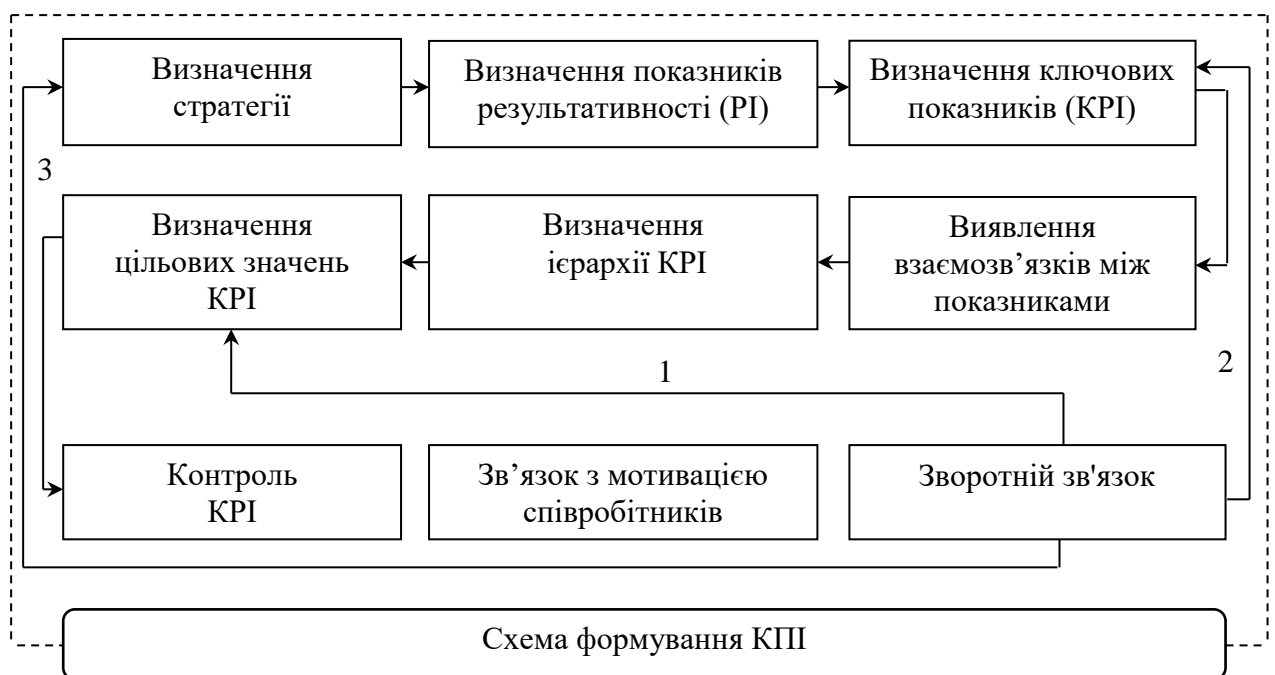 Визначення
стратегії
Визначення показників
результативності (PI)
Визначення ключових
показників (KPI)
3
Визначення
цільових значень
KPI
Визначення
ієрархії KPI
Виявлення
взаємозв’язків між
показниками
1
2
Контроль
KPI
Зв’язок з мотивацією
співробітників
Зворотній зв'язок
Схема формування КПІ